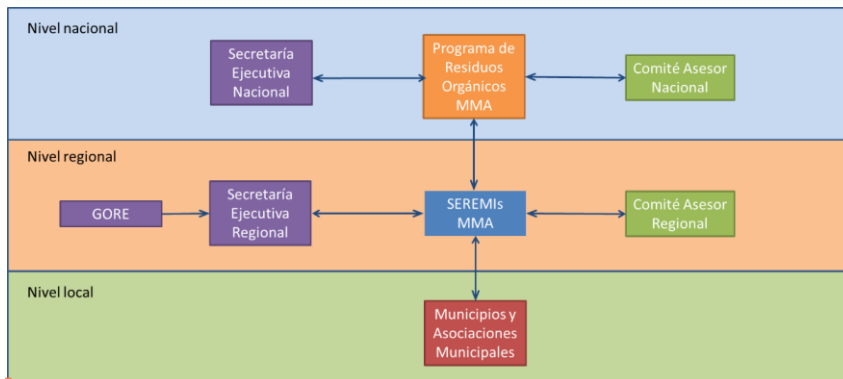 Nivel nacional
Secretaría
Ejecutiva
Nacional
Programa de
Residuos
Orgánicos
MMA
Comité Asesor
Nacional
Nivel regional
GORE
Secretaría
Ejecutiva
Regional
SEREMIs
MMA
Comité Asesor
Regional
Nivel local
Municipios y
Asociaciones
Municipales